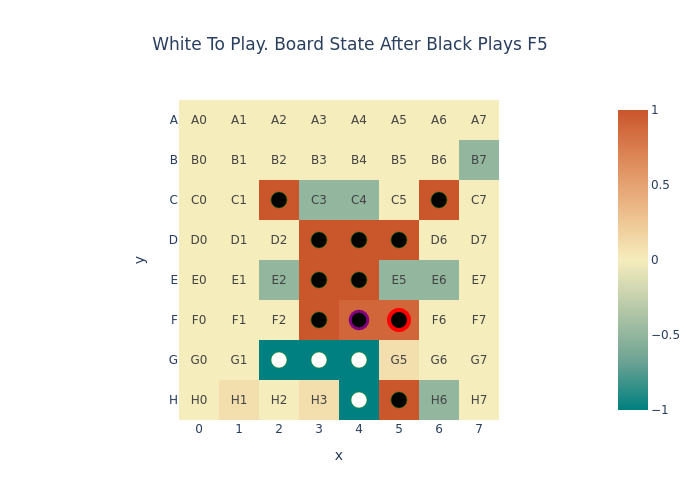 White To Play. Board State After Black Plays F5
A A0 A1 A2 A3 A4 A5 A6 A7
B B0 B1 B2 B3 B4 B5 B6 B7
C C0 C1 C3 C4 C5 C7
D D0 D1 D2 D6 D7
E E0 E1 E2 E5 E6 E7
F F0 F1 F2 F6 F7
G G0 G1 G5 G6 G7
H H0 H1 H2 H3 H6 H7
0 1 2 3 4 5 6 7
x
y
1
0.5
0
−0.5
−1